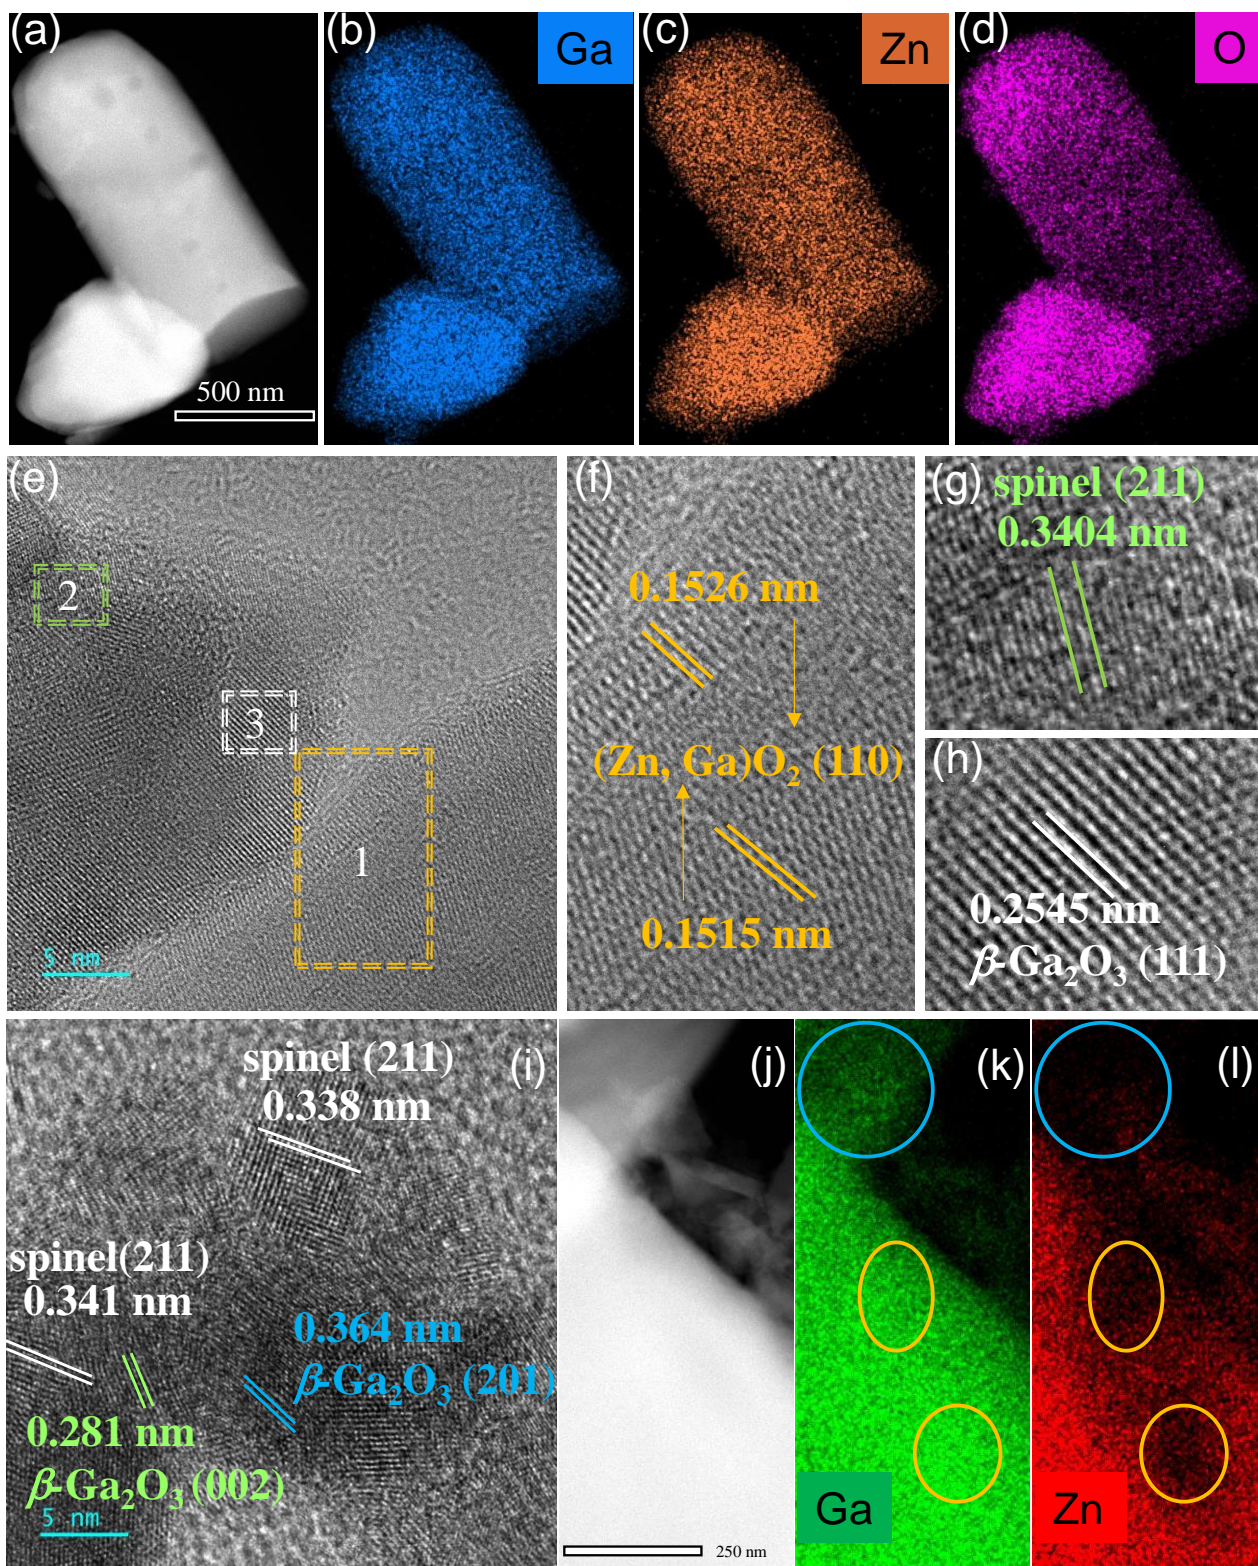 (a)
500 nm
(b)
Ga
(c)
Zn
(d)
O
(e)
2
3
1
5 nm
(f)
0.1526 nm
(Zn, Ga)O₂ (110)
0.1515 nm
(g)
spinel (211)
0.3404 nm
(h)
0.2545 nm
β-Ga₂O₃ (111)
(i)
spinel (211)
0.338 nm
spinel(211)
0.341 nm
0.364 nm
β-Ga₂O₃ (201)
0.281 nm
β-Ga₂O₃ (002)
5 nm
(j)
250 nm
(k)
Ga
(l)
Zn